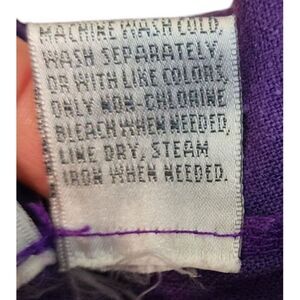 MACHINE WASH COLD,
WASH SEPARATELY
OR WITH LIKE COLORS,
ONLY NON-CHLORINE
BLEACH WHEN NEEDED,
LINE DRY, STEAM
IRON WHEN NEEDED.